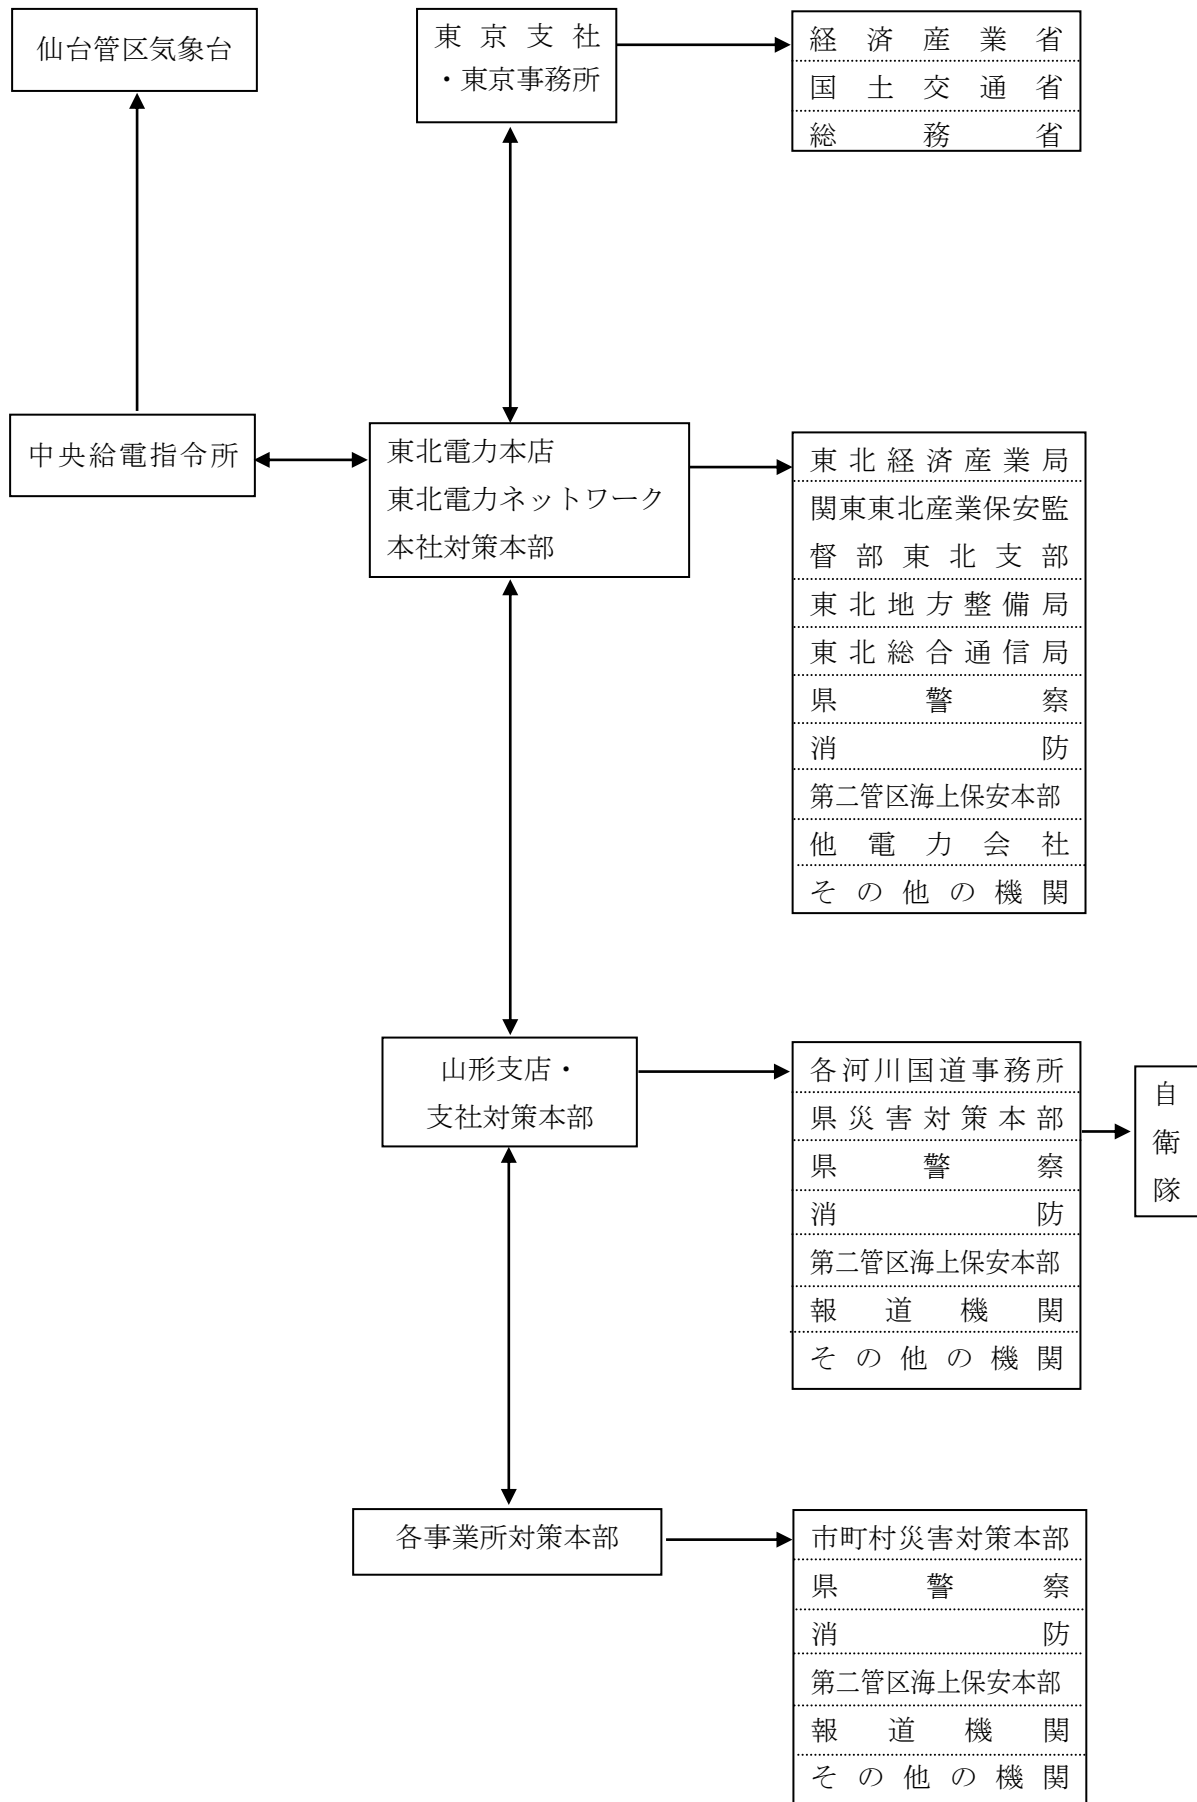 仙台管区気象台
東京支社
・東京事務所
経済産業省
国土交通省
総務省
中央給電指令所
東北電力本店
東北電力ネットワーク
本社対策本部
東北経済産業局
関東東北産業保安監
督部東北支部
東北地方整備局
東北総合通信局
県警察
消防
第二管区海上保安本部
他電力会社
その他の機関
山形支店・
支社対策本部
各河川国道事務所
県災害対策本部
県警察
消防
第二管区海上保安本部
報道機関
その他の機関
自
衛
隊
各事業所対策本部
市町村災害対策本部
県警察
消防
第二管区海上保安本部
報道機関
その他の機関